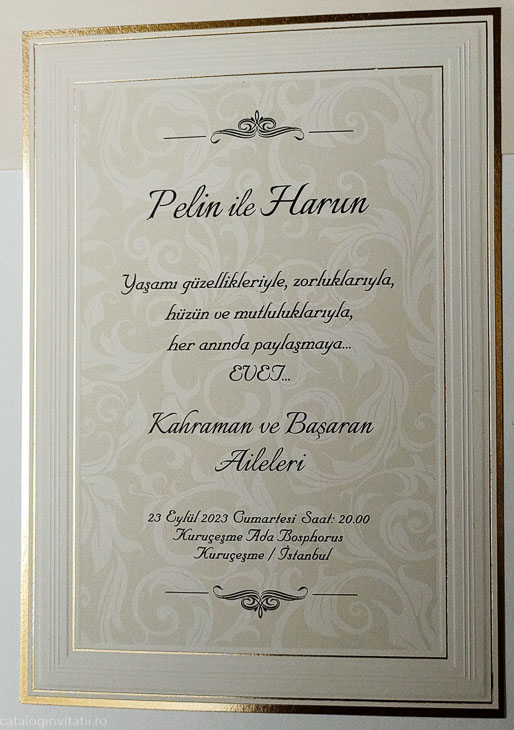 Pelin ile Harun
Yaşamı güzellikleriyle, zorluklarıyla,
hüzün ve mutluluklarıyla,
her anında paylaşmaya...
EVET...
Kahraman ve Başaran
Aileleri
23 Eylül 2023 Cumartesi Saat: 20.00
Kuruçeşme Ada Bosphorus
Kuruçeşme / İstanbul
cataloginvitatii.ro